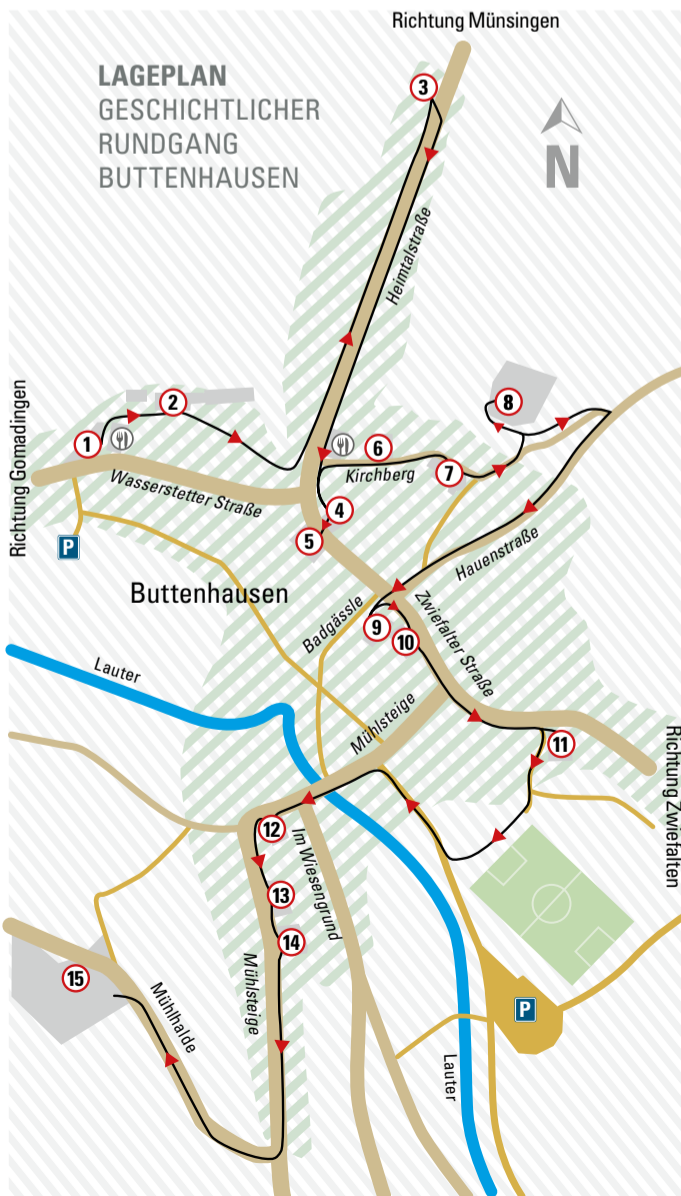 Richtung Münsingen
LAGEPLAN
GESCHICHTLICHER
RUNDGANG
BUTTENHAUSEN
3
N
Heimtalstraße
Richtung Gomadingen
2
1
8
6
Kirchberg
7
Wasserstetter Straße
4
5
P
Hauenstraße
Buttenhausen
Badgässle
9
10
Zwiefalter Straße
Lauter
Mühlsteige
11
Richtung Zwiefalten
12
Im Wiesengrund
13
14
Mühlsteige
15
Mühlhalde
P
Lauter